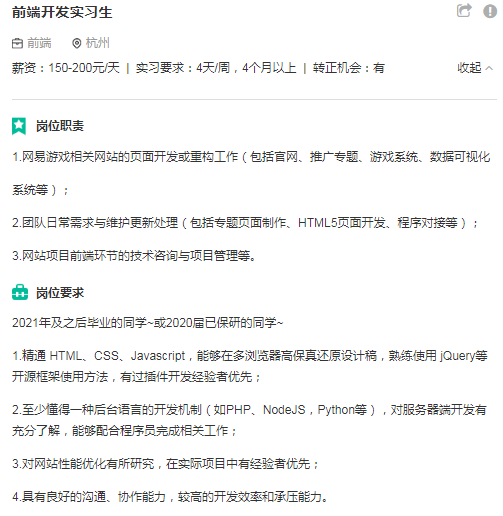 前端开发实习生
前端 杭州
薪资：150-200元/天 | 实习要求：4天/周，4个月以上 | 转正机会：有 收起
岗位职责
1.网易游戏相关网站的页面开发或重构工作（包括官网、推广专题、游戏系统、数据可视化
系统等）；
2.团队日常需求与维护更新处理（包括专题页面制作、HTML5页面开发、程序对接等）；
3.网站项目前端环节的技术咨询与项目管理等。
岗位要求
2021年及之后毕业的同学~或2020届已保研的同学~
1.精通 HTML、CSS、Javascript，能够在多浏览器高保真还原设计稿，熟练使用 jQuery等
开源框架使用方法，有过插件开发经验者优先；
2.至少懂得一种后台语言的开发机制（如PHP、NodeJS，Python等），对服务器端开发有
充分了解，能够配合程序员完成相关工作；
3.对网站性能优化有所研究，在实际项目中有经验者优先；
4.具有良好的沟通、协作能力，较高的开发效率和承压能力。